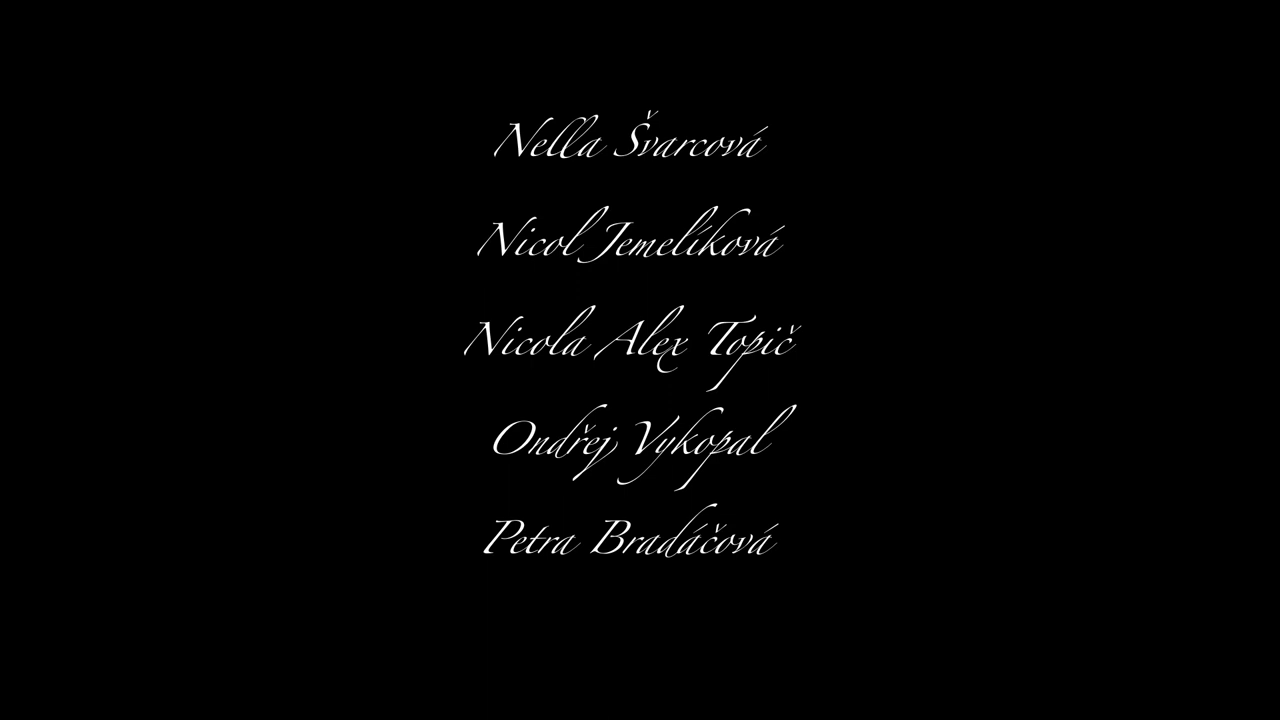 Nella Švarcová
Nicol Jemelíková
Nicola Alex Topič
Ondřej Vykopal
Petra Bradáčová